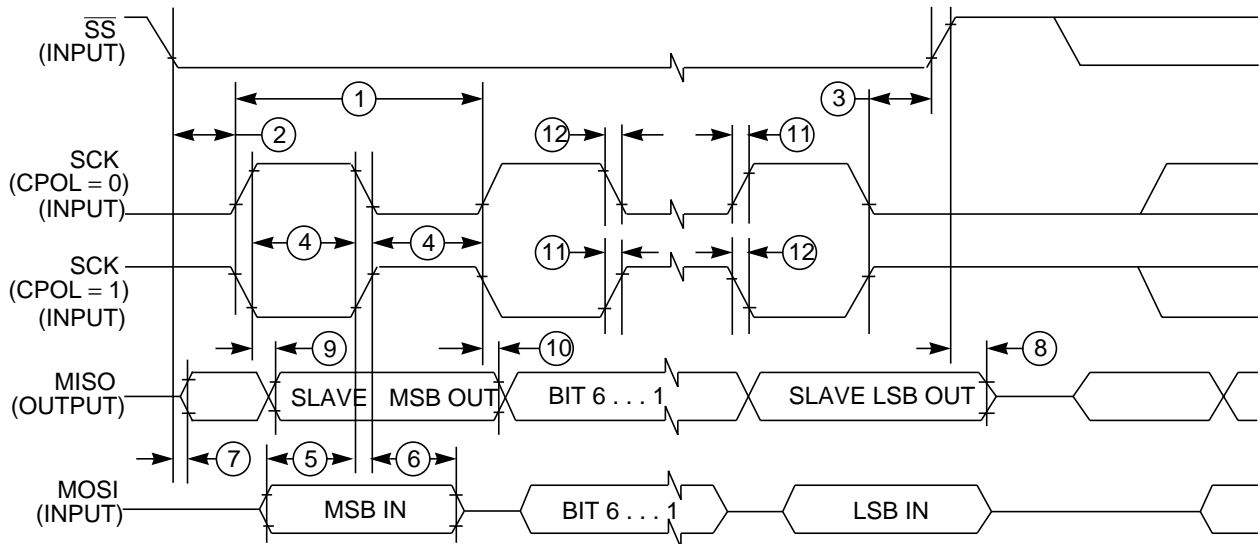 SS
(INPUT)
1
3
2
12
11
SCK
(CPOL = 0)
(INPUT)
4
4
11
12
SCK
(CPOL = 1)
(INPUT)
9
10
8
MISO
(OUTPUT)
SLAVE MSB OUT
BIT 6 . . . 1
SLAVE LSB OUT
7
5
6
MOSI
(INPUT)
MSB IN
BIT 6 . . . 1
LSB IN